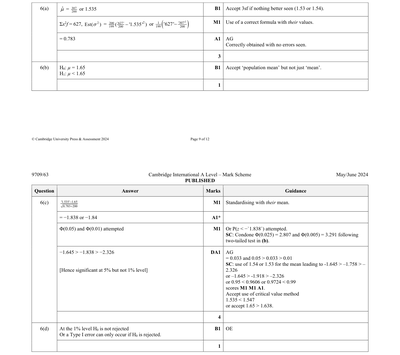 6(a)
μ̂ = 307/200 or 1.535
B1
Accept 3sf if nothing better seen (1.53 or 1.54).
Σx²f = 627,
M1
Use of a correct formula with their values.
= 0.783
A1
AG
Correctly obtained with no errors seen.
3
6(b)
H₀: μ = 1.65
H₁: μ < 1.65
B1
Accept 'population mean' but not just 'mean'.
1
© Cambridge University Press & Assessment 2024
Page 9 of 12
9709/63
Cambridge International A Level – Mark Scheme
PUBLISHED
May/June 2024
Question
Answer
Marks
Guidance
6(c)
M1
Standardising with their mean.
= −1.838 or −1.84
A1*
Φ(0.05) and Φ(0.01) attempted
M1
Or P(z < −'1.838') attempted.
SC: Condone Φ(0.025) = 2.807 and Φ(0.005) = 3.291 following
two-tailed test in (b).
−1.645 > −1.838 > −2.326
[Hence significant at 5% but not 1% level]
DA1
AG
= 0.033 and 0.05 > 0.033 > 0.01
SC: use of 1.54 or 1.53 for the mean leading to -1.645 > −1.758 > –
2.326
or –1.645 > –1.918 > –2.326
or 0.95 < 0.9606 or 0.9724 < 0.99
scores M1 M1 A1.
Accept use of critical value method
1.535 < 1.547
or accept 1.65 > 1.638.
4
6(d)
At the 1% level H₀ is not rejected
Or a Type I error can only occur if H₀ is rejected.
B1
OE
1